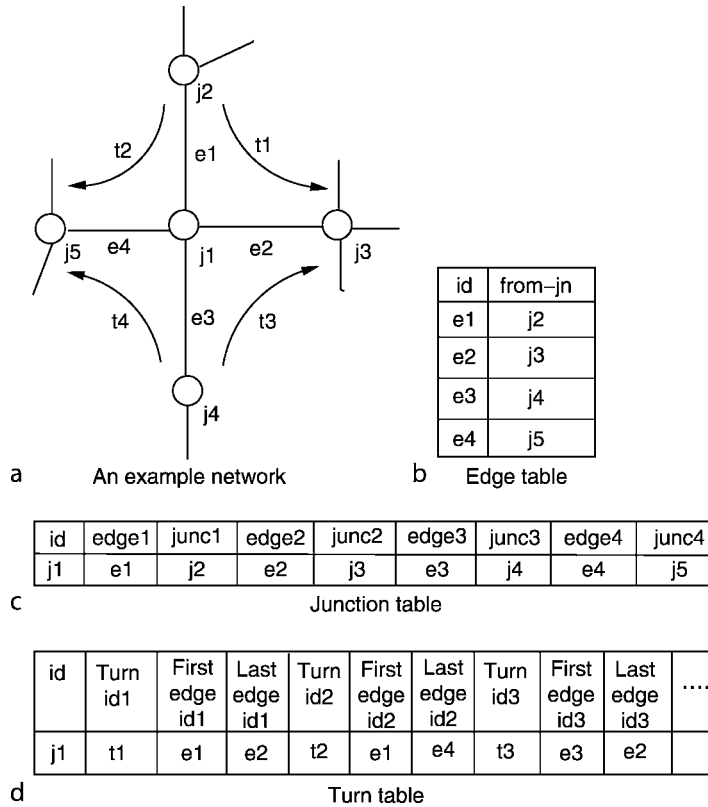 j2
t2
t1
e1
j5
e4
j1
e2
j3
t4
e3
t3
j4
a An example network
id from–jn
e1 j2
e2 j3
e3 j4
e4 j5
b Edge table
id edge1 junc1 edge2 junc2 edge3 junc3 edge4 junc4
j1 e1 j2 e2 j3 e3 j4 e4 j5
c Junction table
id Turn id1 First edge id1 Last edge id1 Turn id2 First edge id2 Last edge id2 Turn id3 First edge id3 Last edge id3 ....
j1 t1 e1 e2 t2 e1 e4 t3 e3 e2
d Turn table